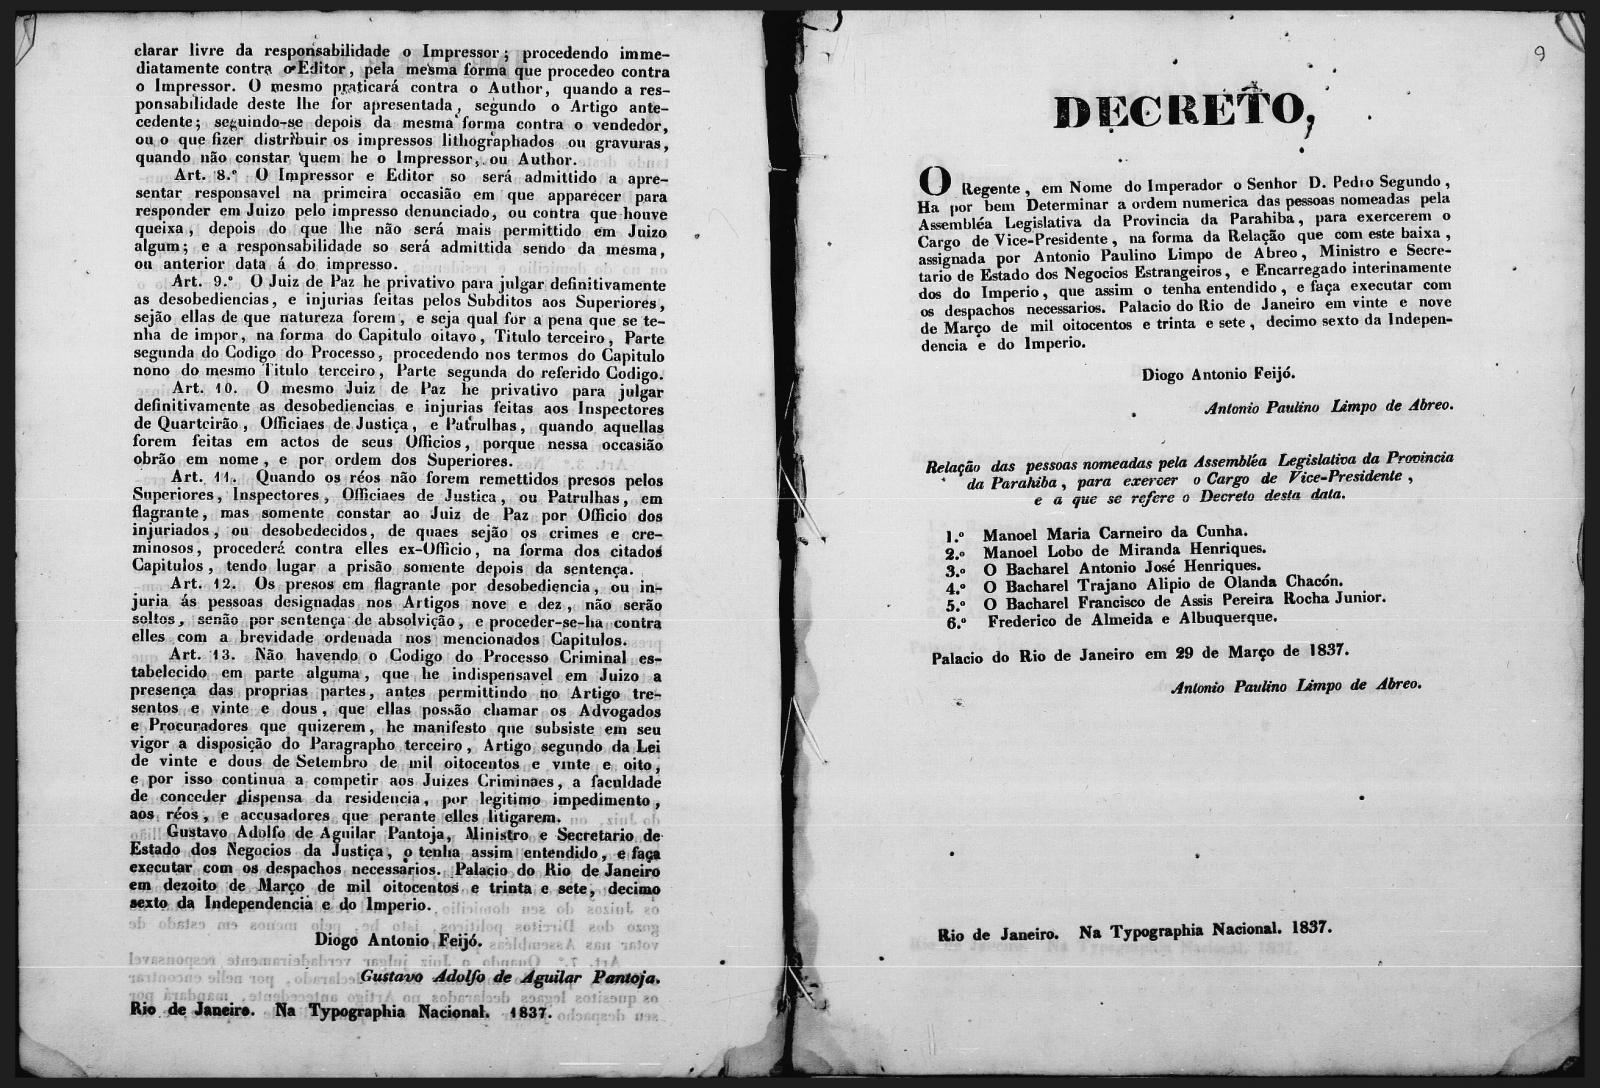 clarar livre da responsabilidade o Impressor; procedendo imme-
diatamente contra o Editor, pela mesma forma que procedeo contra
o Impressor. O mesmo praticará contra o Author, quando a res-
ponsabilidade deste lhe for apresentada, segundo o Artigo ante-
cedente; seguindo-se depois da mesma forma contra o vendedor,
ou o que fizer distribuir os impressos lithographados ou gravuras,
quando não constar quem he o Impressor, ou Author.
Art. 8.º O Impressor e Editor so será admittido a apre-
sentar responsavel na primeira occasião em que apparecer para
responder em Juizo pelo impresso denunciado, ou contra que houve
queixa, depois do que lhe não será mais permittido em Juizo
algum; e a responsabilidade so será admittida sendo da mesma,
ou anterior data á do impresso.
Art. 9.º O Juiz de Paz he privativo para julgar definitivamente
as desobediencias, e injurias feitas pelos Subditos aos Superiores,
sejão ellas de que natureza forem, e seja qual for a pena que se te-
nha de impor, na forma do Capitulo oitavo, Titulo terceiro, Parte
segunda do Codigo do Processo, procedendo nos termos do Capitulo
nono do mesmo Titulo terceiro, Parte segunda do referido Codigo.
Art. 10. O mesmo Juiz de Paz he privativo para julgar
definitivamente as desobediencias e injurias feitas aos Inspectores
de Quarteirão, Officiaes de Justiça, e Patrulhas, quando aquellas
forem feitas em actos de seus Officios, porque nessa occasião
obrão em nome, e por ordem dos Superiores.
Art. 11. Quando os réos não forem remettidos presos pelos
Superiores, Inspectores, Officiaes de Justica, ou Patrulhas, em
flagrante, mas somente constar ao Juiz de Paz por Officio dos
injuriados, ou desobedecidos, de quaes sejão os crimes e cre-
minosos, procederá contra elles ex-Officio, na forma dos citados
Capitulos, tendo lugar a prisão somente depois da sentença.
Art. 12. Os presos em flagrante por desobediencia, ou in-
juria ás pessoas designadas nos Artigos nove e dez, não serão
soltos, senão por sentença de absolvição, e proceder-se-ha contra
elles com a brevidade ordenada nos mencionados Capitulos.
Art. 13. Não havendo o Codigo do Processo Criminal es-
tabelecido em parte alguma, que he indispensavel em Juizo a
presença das proprias partes, antes permittindo no Artigo tre-
sentos e vinte e dous, que ellas possão chamar os Advogados
e Procuradores que quizerem, he manifesto que subsiste em seu
vigor a disposição do Paragrapho terceiro, Artigo segundo da Lei
de vinte e dous de Setembro de mil oitocentos e vinte e oito,
e por isso continua a competir aos Juizes Criminaes, a faculdade
de conceder dispensa da residencia, por legitimo impedimento,
aos réos, e accusadores que perante elles litigarem.
Gustavo Adolfo de Aguilar Pantoja, Ministro e Secretario de
Estado dos Negocios da Justiça, o tenha assim entendido, e faça
executar com os despachos necessarios. Palacio do Rio de Janeiro
em dezoito de Março de mil oitocentos e trinta e sete, decimo
sexto da Independencia e do Imperio.
Diogo Antonio Feijó.
Gustavo Adolfo de Aguilar Pantoja.
Rio de Janeiro. Na Typographia Nacional. 1837.
9
DECRETO,
O Regente, em Nome do Imperador o Senhor D. Pedro Segundo,
Ha por bem Determinar a ordem numerica das pessoas nomeadas pela
Assembléa Legislativa da Provincia da Parahiba, para exercerem o
Cargo de Vice-Presidente, na forma da Relação que com este baixa,
assignada por Antonio Paulino Limpo de Abreo, Ministro e Secre-
tario de Estado dos Negocios Estrangeiros, e Encarregado interinamente
dos do Imperio, que assim o tenha entendido, e faça executar com
os despachos necessarios. Palacio do Rio de Janeiro em vinte e nove
de Março de mil oitocentos e trinta e sete, decimo sexto da Indepen-
dencia e do Imperio.
Diogo Antonio Feijó.
Antonio Paulino Limpo de Abreo.
Relação das pessoas nomeadas pela Assembléa Legislativa da Provincia
da Parahiba, para exercer o Cargo de Vice-Presidente,
e a que se refere o Decreto desta data.
1.º Manoel Maria Carneiro da Cunha.
2.º Manoel Lobo de Miranda Henriques.
3.º O Bacharel Antonio José Henriques.
4.º O Bacharel Trajano Alipio de Olanda Chacón.
5.º O Bacharel Francisco de Assis Pereira Rocha Junior.
6.º Frederico de Almeida e Albuquerque.
Palacio do Rio de Janeiro em 29 de Março de 1837.
Antonio Paulino Limpo de Abreo.
Rio de Janeiro. Na Typographia Nacional. 1837.